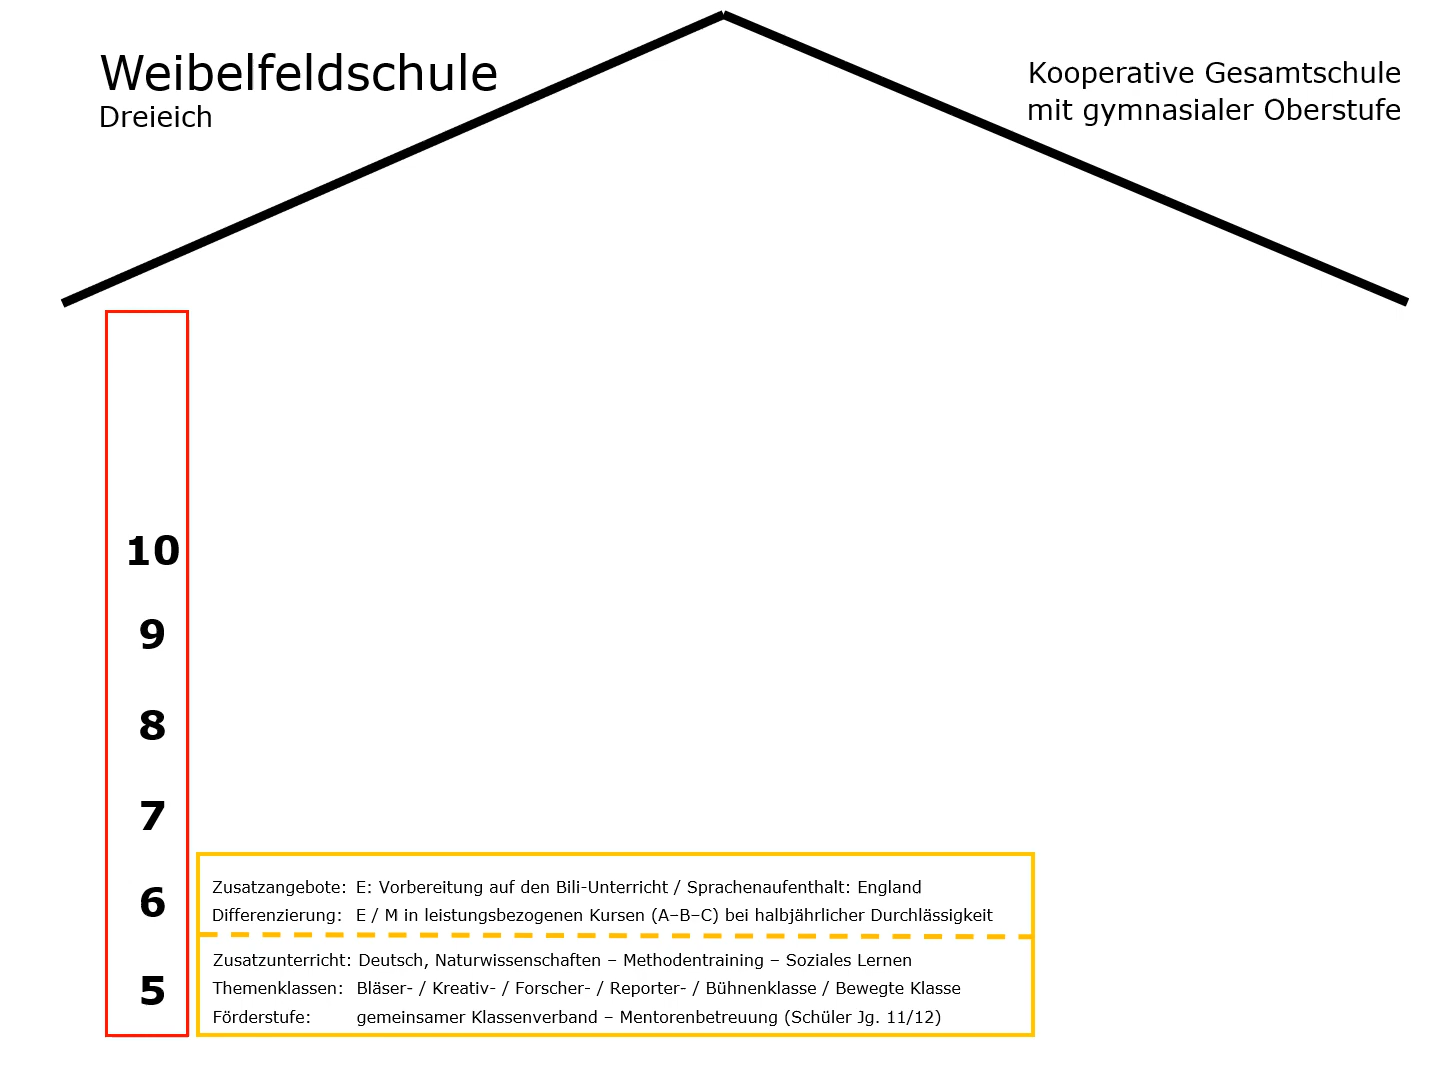 Weibelfeldschule
Dreieich
Kooperative Gesamtschule
mit gymnasialer Oberstufe
10
9
8
7
6
Zusatzangebote: E: Vorbereitung auf den Bili-Unterricht / Sprachenaufenthalt: England
Differenzierung: E / M in leistungsbezogenen Kursen (A–B–C) bei halbjährlicher Durchlässigkeit
5
Zusatzunterricht: Deutsch, Naturwissenschaften – Methodentraining – Soziales Lernen
Themenklassen: Bläser- / Kreativ- / Forscher- / Reporter- / Bühnenklasse / Bewegte Klasse
Förderstufe: gemeinsamer Klassenverband – Mentorenbetreuung (Schüler Jg. 11/12)